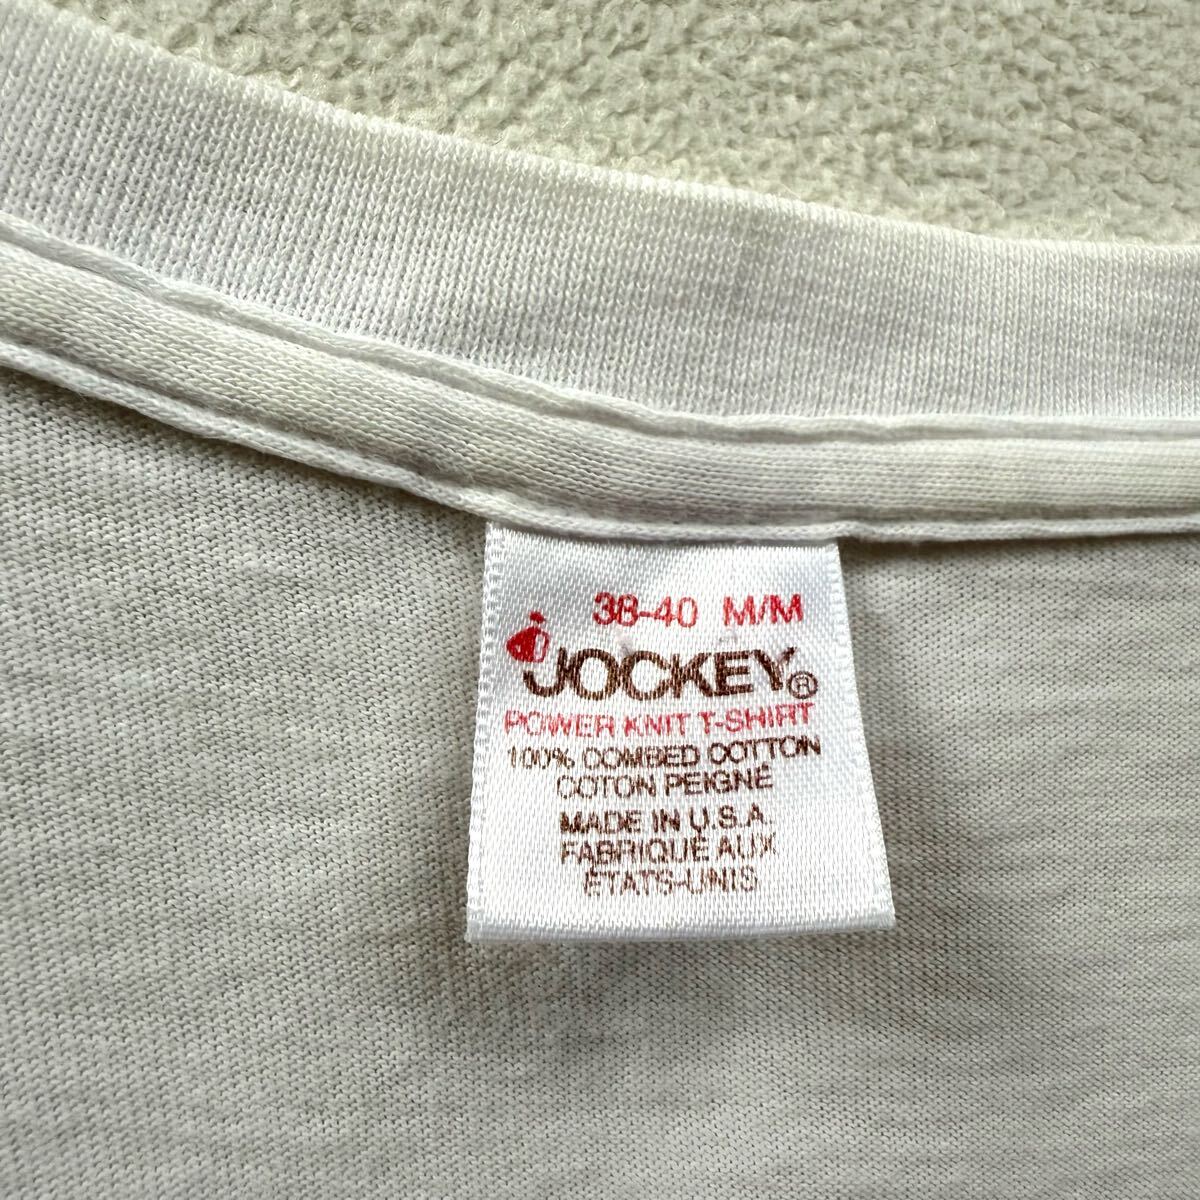 38-40 M/M
JOCKEY®
POWER KNIT T-SHIRT
100% COMBED COTTON
COTON PEIGNÉ
MADE IN U.S.A.
FABRIQUÉ AUX
ÉTATS-UNIS